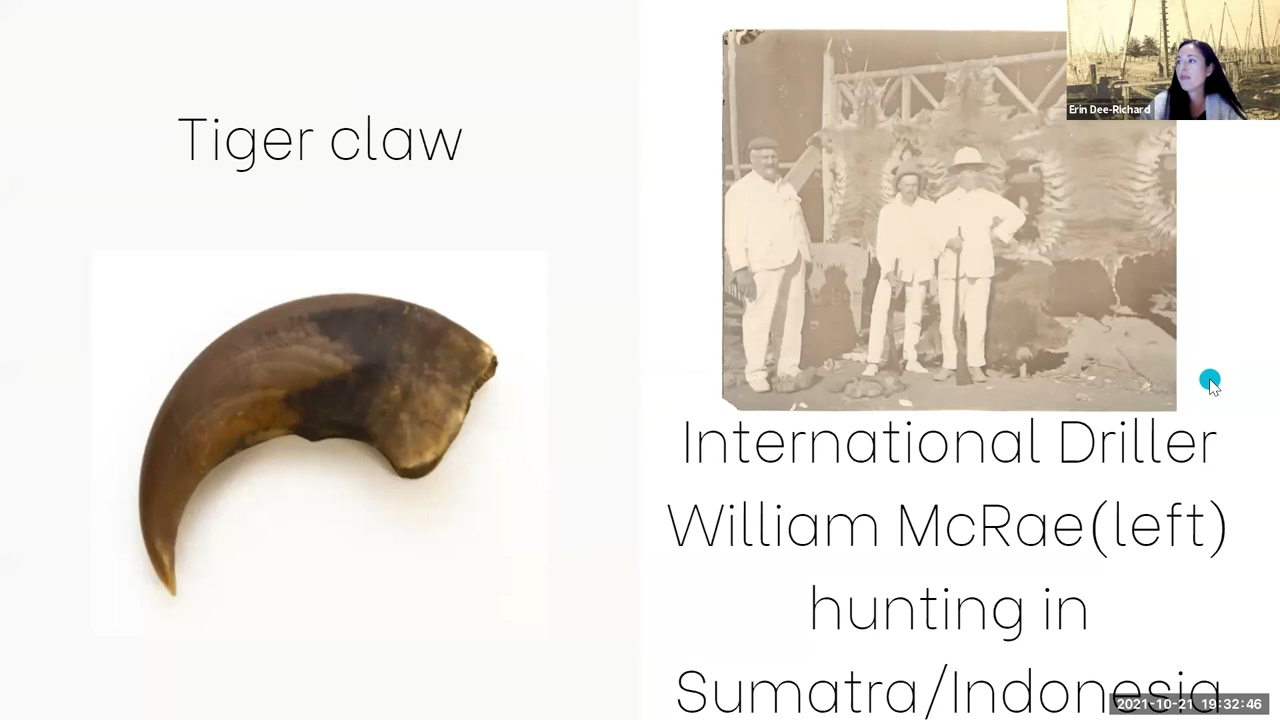 Tiger claw
Erin Dee-Richard
International Driller
William McRae(left)
hunting in
Sumatra/Indonesia
2021-10-21 19:32:46